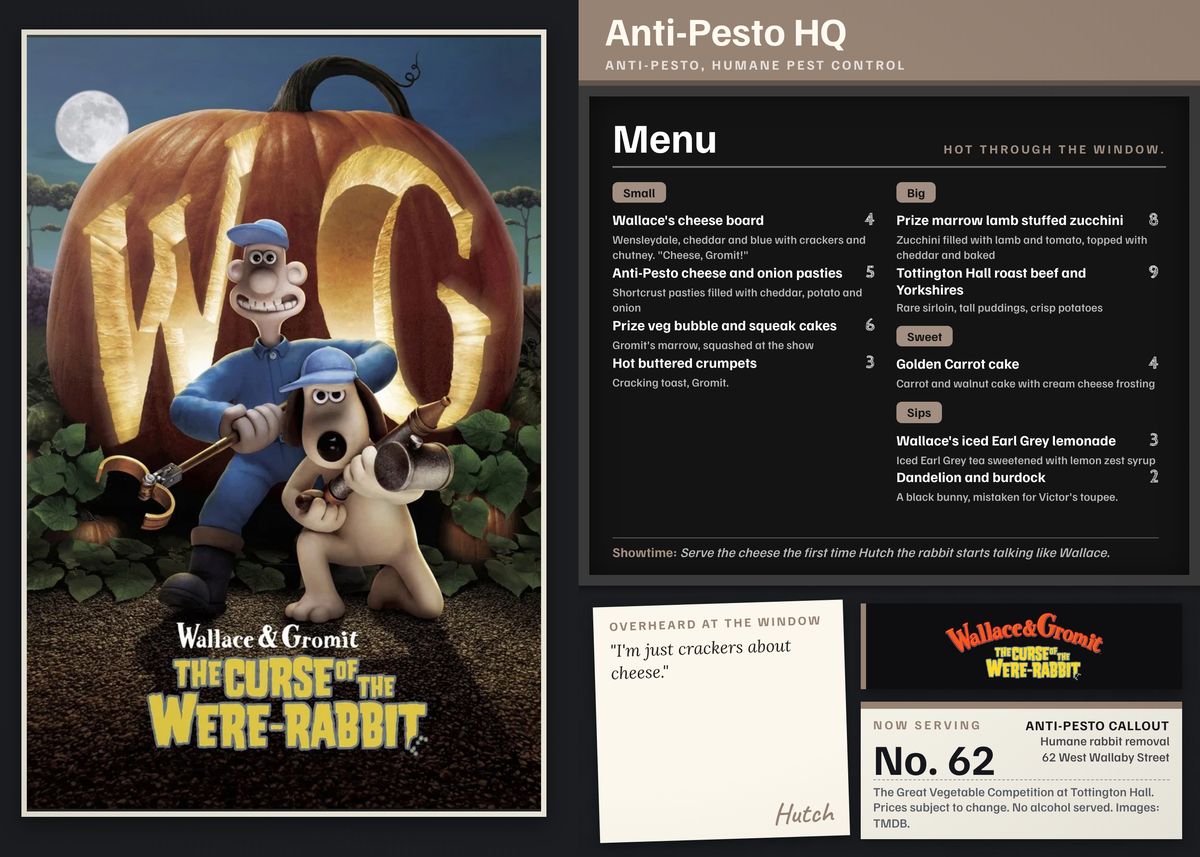 W G
Wallace & Gromit
THE CURSE OF THE
WERE-RABBIT
Anti-Pesto HQ
ANTI-PESTO, HUMANE PEST CONTROL
Menu
HOT THROUGH THE WINDOW.
Small
Wallace's cheese board 4
Wensleydale, cheddar and blue with crackers and
chutney. "Cheese, Gromit!"
Anti-Pesto cheese and onion pasties 5
Shortcrust pasties filled with cheddar, potato and
onion
Prize veg bubble and squeak cakes 6
Gromit's marrow, squashed at the show
Hot buttered crumpets 3
Cracking toast, Gromit.
Big
Prize marrow lamb stuffed zucchini 8
Zucchini filled with lamb and tomato, topped with
cheddar and baked
Tottington Hall roast beef and 9
Yorkshires
Rare sirloin, tall puddings, crisp potatoes
Sweet
Golden Carrot cake 4
Carrot and walnut cake with cream cheese frosting
Sips
Wallace's iced Earl Grey lemonade 3
Iced Earl Grey tea sweetened with lemon zest syrup
Dandelion and burdock 2
A black bunny, mistaken for Victor's toupee.
Showtime: Serve the cheese the first time Hutch the rabbit starts talking like Wallace.
OVERHEARD AT THE WINDOW
"I'm just crackers about
cheese."
Hutch
Wallace & Gromit
THE CURSE OF THE
WERE-RABBIT
NOW SERVING
No. 62
ANTI-PESTO CALLOUT
Humane rabbit removal
62 West Wallaby Street
The Great Vegetable Competition at Tottington Hall.
Prices subject to change. No alcohol served. Images:
TMDB.